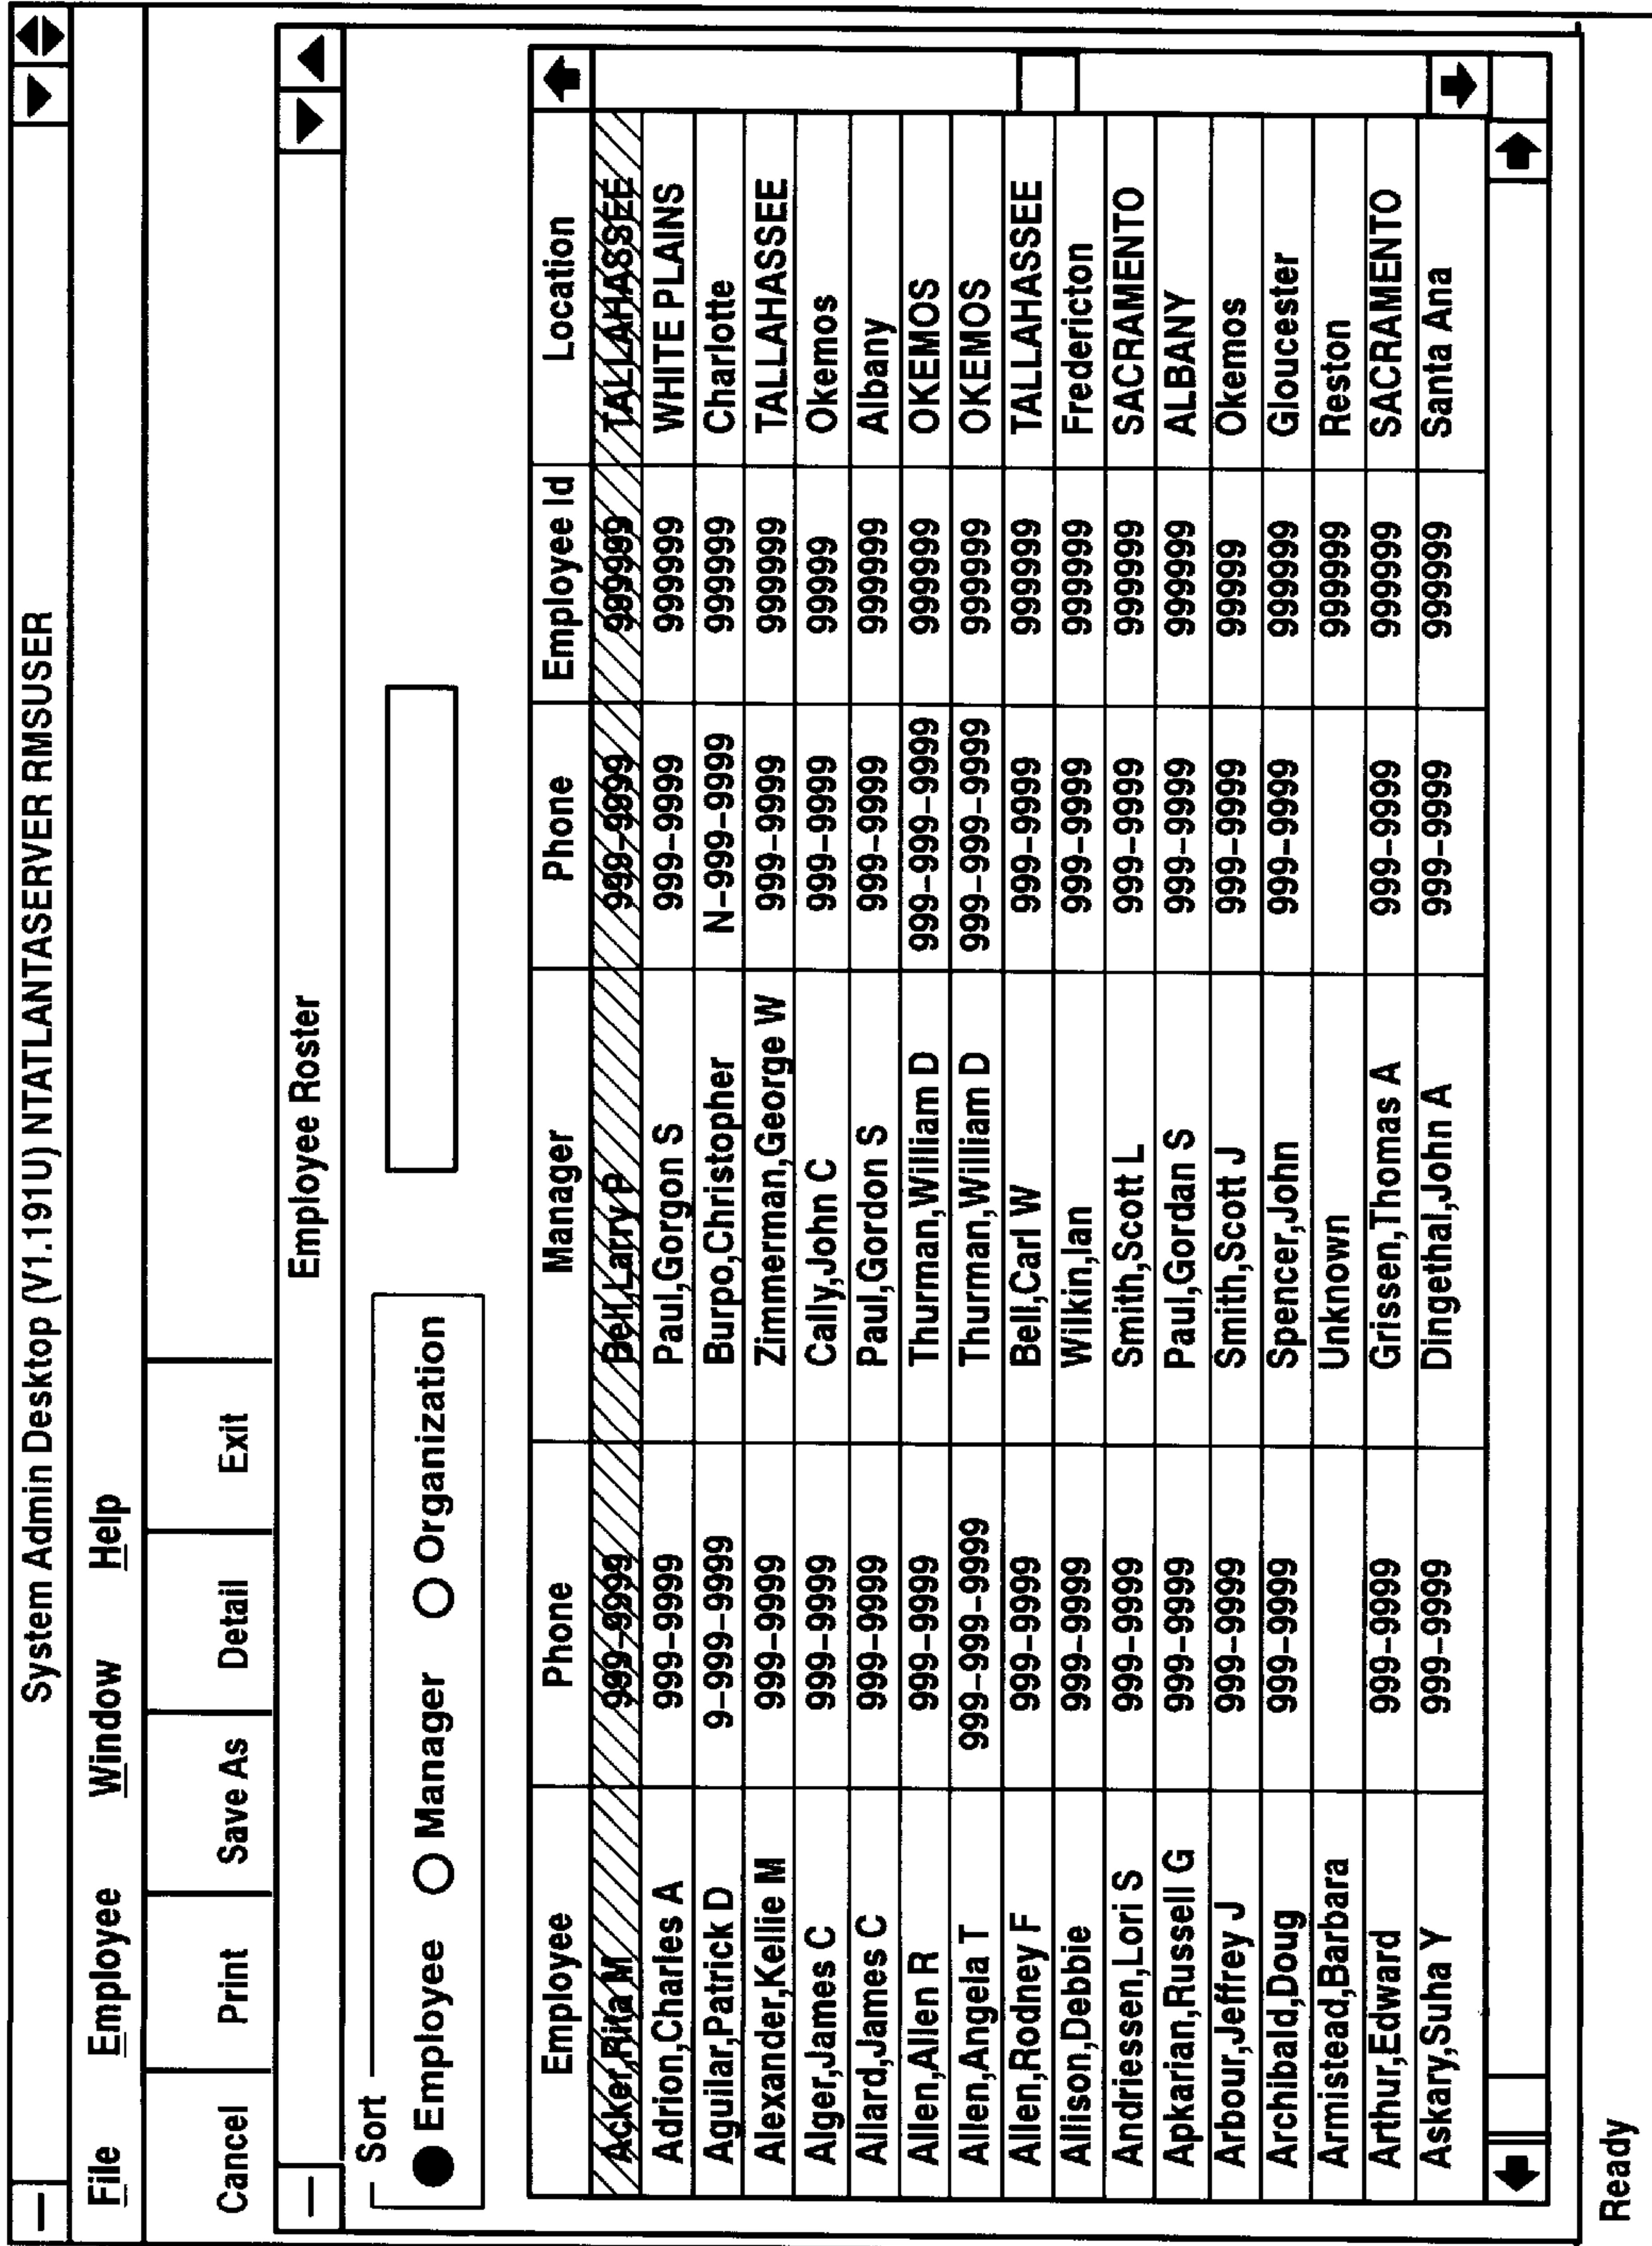 System Admin Desktop (V1.191U) NTATLANTASERVER RMSUSER
File Employee Window Help
Cancel Print Save As Detail Exit
Employee Roster
Sort
Employee Manager Organization
Employee Phone Manager Phone Employee Id Location
Acker,Rita M 999-9999 Bell,Larry P 999-9999 999999 TALLAHASSEE
Adrion,Charles A 999-9999 Paul,Gorgon S 999-9999 999999 WHITE PLAINS
Aguilar,Patrick D 9-999-9999 Burpo,Christopher N-999-9999 999999 Charlotte
Alexander,Kellie M 999-9999 Zimmerman,George W 999-9999 999999 TALLAHASSEE
Alger,James C 999-9999 Cally,John C 999-9999 99999 Okemos
Allard,James C 999-9999 Paul,Gordon S 999-9999 999999 Albany
Allen,Allen R 999-9999 Thurman,William D 999-999-9999 999999 OKEMOS
Allen,Angela T 999-999-9999 Thurman,William D 999-999-9999 999999 OKEMOS
Allen,Rodney F 999-9999 Bell,Carl W 999-9999 999999 TALLAHASSEE
Allison,Debbie 999-9999 Wilkin,Ian 999-9999 999999 Fredericton
Andriessen,Lori S 999-9999 Smith,Scott L 999-9999 999999 SACRAMENTO
Apkarian,Russell G 999-9999 Paul,Gordan S 999-9999 999999 ALBANY
Arbour,Jeffrey J 999-9999 Smith,Scott J 999-9999 99999 Okemos
Archibald,Doug 999-9999 Spencer,John 999-9999 999999 Gloucester
Armistead,Barbara Unknown 999999 Reston
Arthur,Edward 999-9999 Grissen,Thomas A 999-9999 999999 SACRAMENTO
Askary,Suha Y 999-9999 Dingethal,John A 999-9999 999999 Santa Ana
Ready